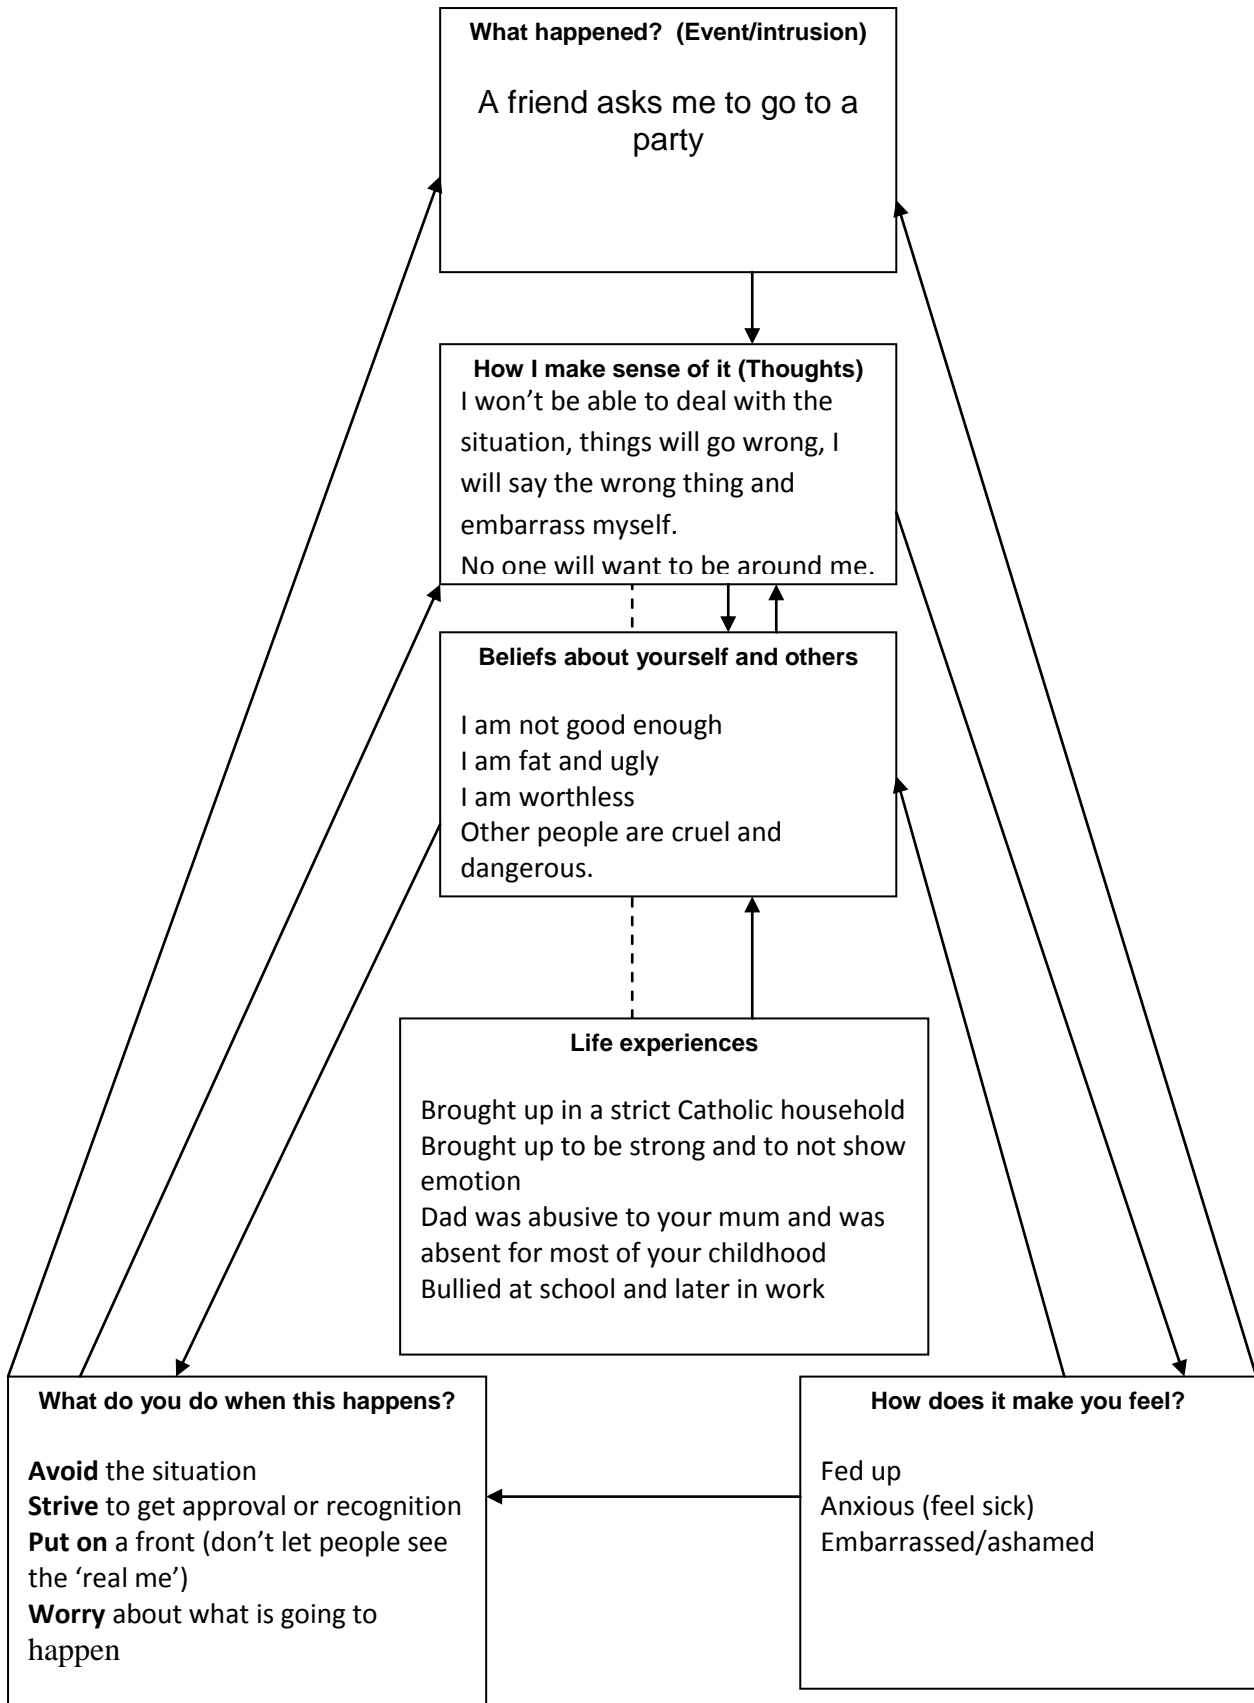 What happened?  (Event/intrusion)
A friend asks me to go to a
party
How I make sense of it (Thoughts)
I won’t be able to deal with the
situation, things will go wrong, I
will say the wrong thing and
embarrass myself.
No one will want to be around me.
Beliefs about yourself and others
I am not good enough
I am fat and ugly
I am worthless
Other people are cruel and
dangerous.
Life experiences
Brought up in a strict Catholic household
Brought up to be strong and to not show
emotion
Dad was abusive to your mum and was
absent for most of your childhood
Bullied at school and later in work
What do you do when this happens?
Avoid the situation
Strive to get approval or recognition
Put on a front (don’t let people see
the ‘real me’)
Worry about what is going to
happen
How does it make you feel?
Fed up
Anxious (feel sick)
Embarrassed/ashamed